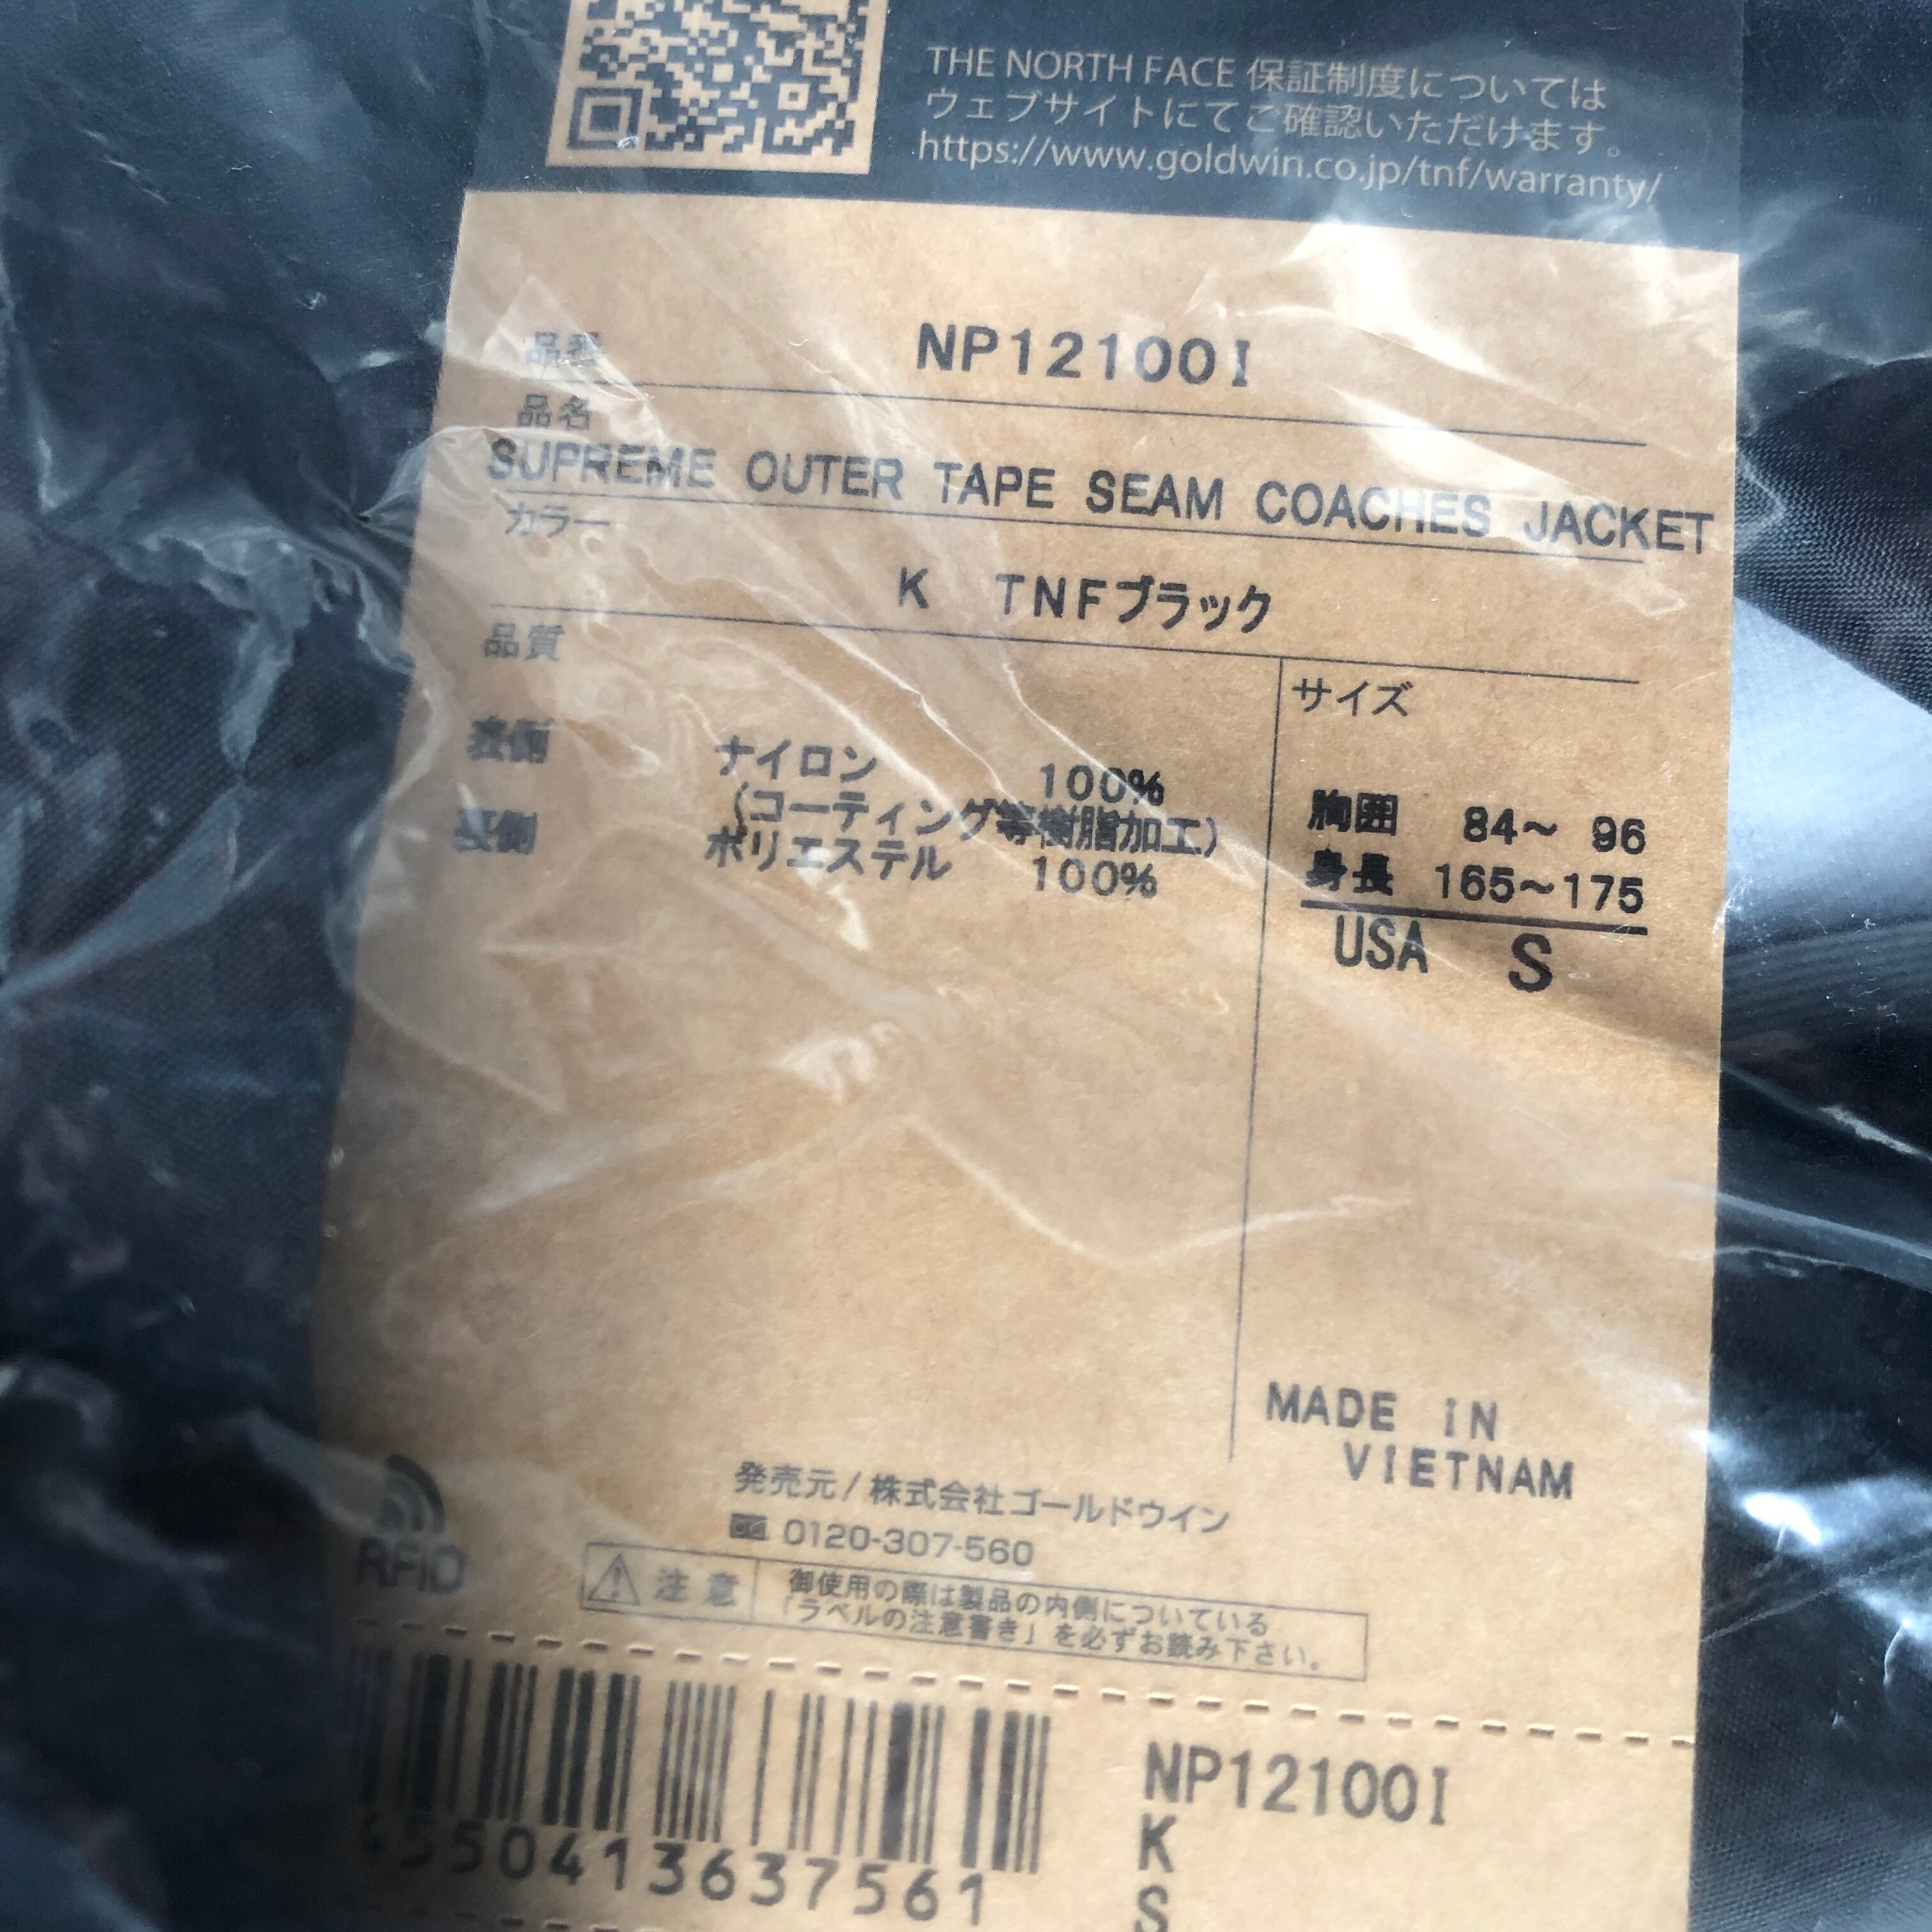 THE NORTH FACE 保証制度については
ウェブサイトにてご確認いただけます。
https://www.goldwin.co.jp/tnf/warranty/
品番 NP12100I
品名
SUPREME OUTER TAPE SEAM COACHES JACKET
カラー
K TNFブラック
品質
サイズ
表側 ナイロン 100%
(コーティング等樹脂加工)
裏側 ポリエステル 100%
胸囲 84～ 96
身長 165～175
USA S
MADE IN
VIETNAM
発売元/株式会社ゴールドウイン
0120-307-560
RFID
注意 御使用の際は製品の内側についている
「ラベルの注意書き」を必ずお読み下さい。
4550413637561
NP12100I
K
S